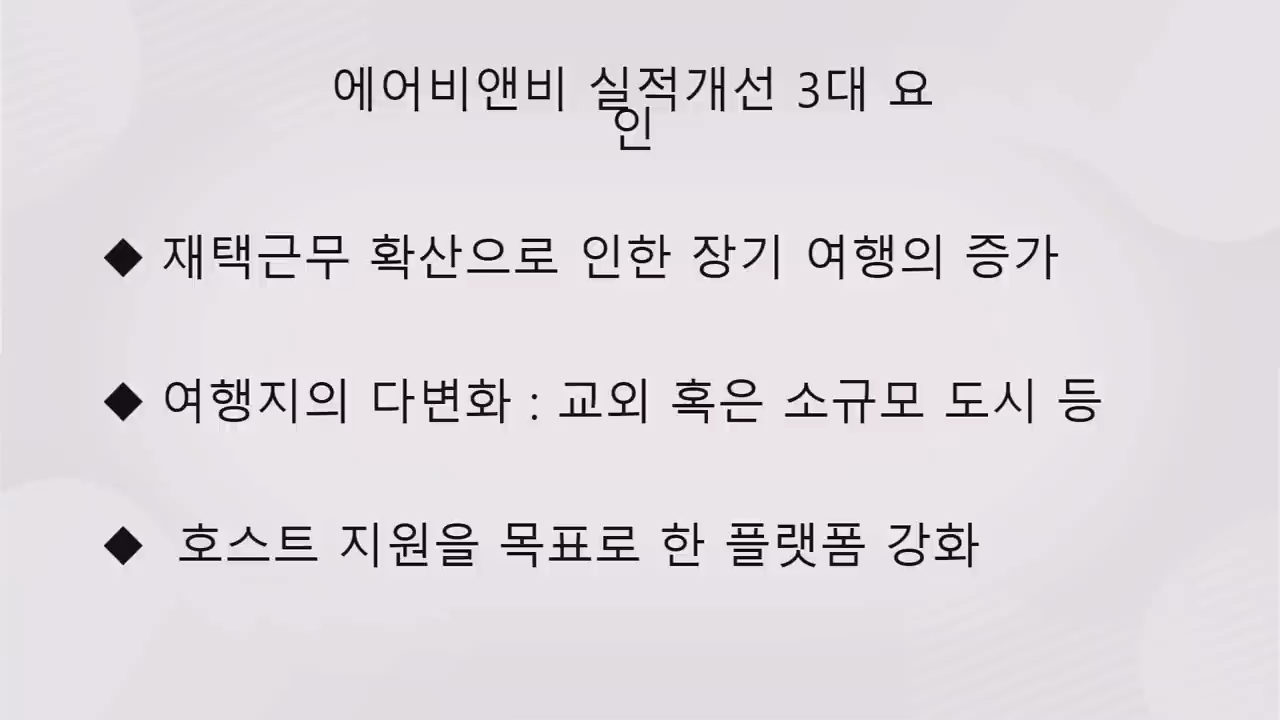 에어비앤비 실적개선 3대 요
인
◆ 재택근무 확산으로 인한 장기 여행의 증가
◆ 여행지의 다변화 : 교외 혹은 소규모 도시 등
◆ 호스트 지원을 목표로 한 플랫폼 강화